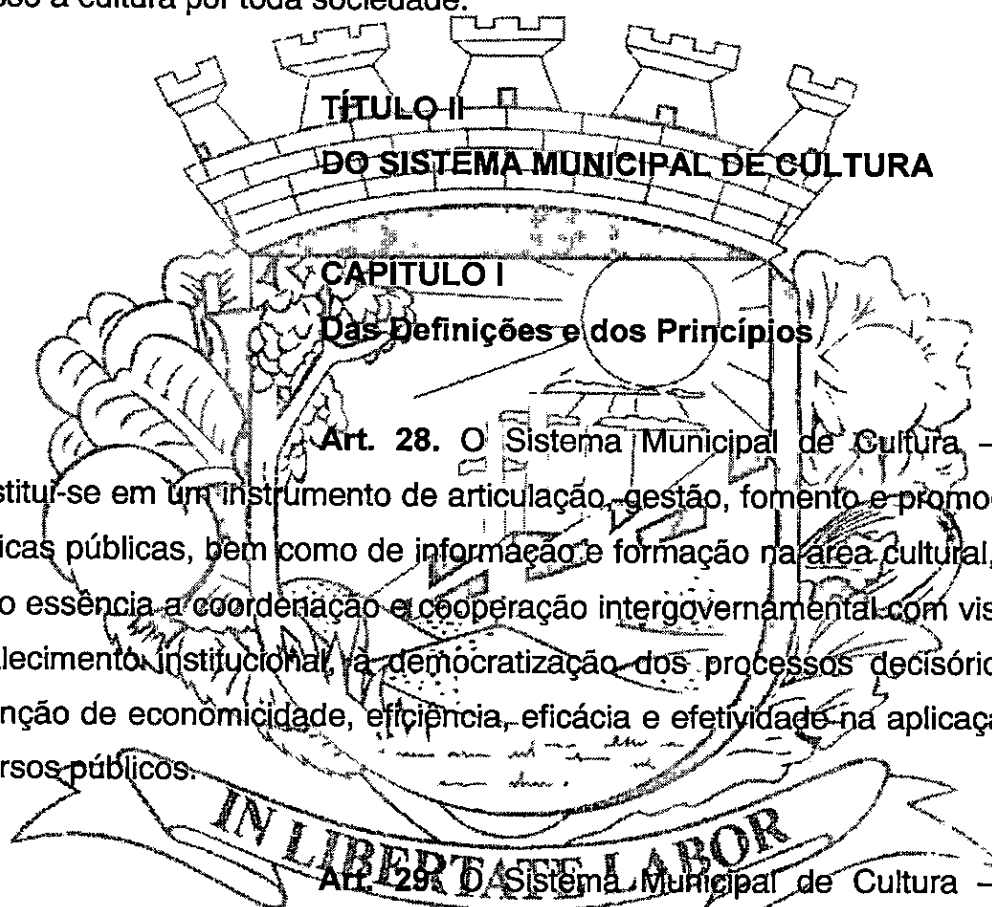 sso à cultura por toda sociedade.
TÍTULO II
DO SISTEMA MUNICIPAL DE CULTURA
CAPITULO I
Das Definições e dos Princípios
Art. 28. O Sistema Municipal de Cultura –
stitui-se em um instrumento de articulação, gestão, fomento e promo
icas públicas, bem como de informação e formação na área cultural,
o essência a coordenação e cooperação intergovernamental com vis
alecimento institucional, à democratização dos processos decisório
nção de economicidade, eficiência, eficácia e efetividade na aplicaça
ursos públicos.
IN LIBERTATE LABOR
Art. 29. O Sistema Municipal de Cultura –